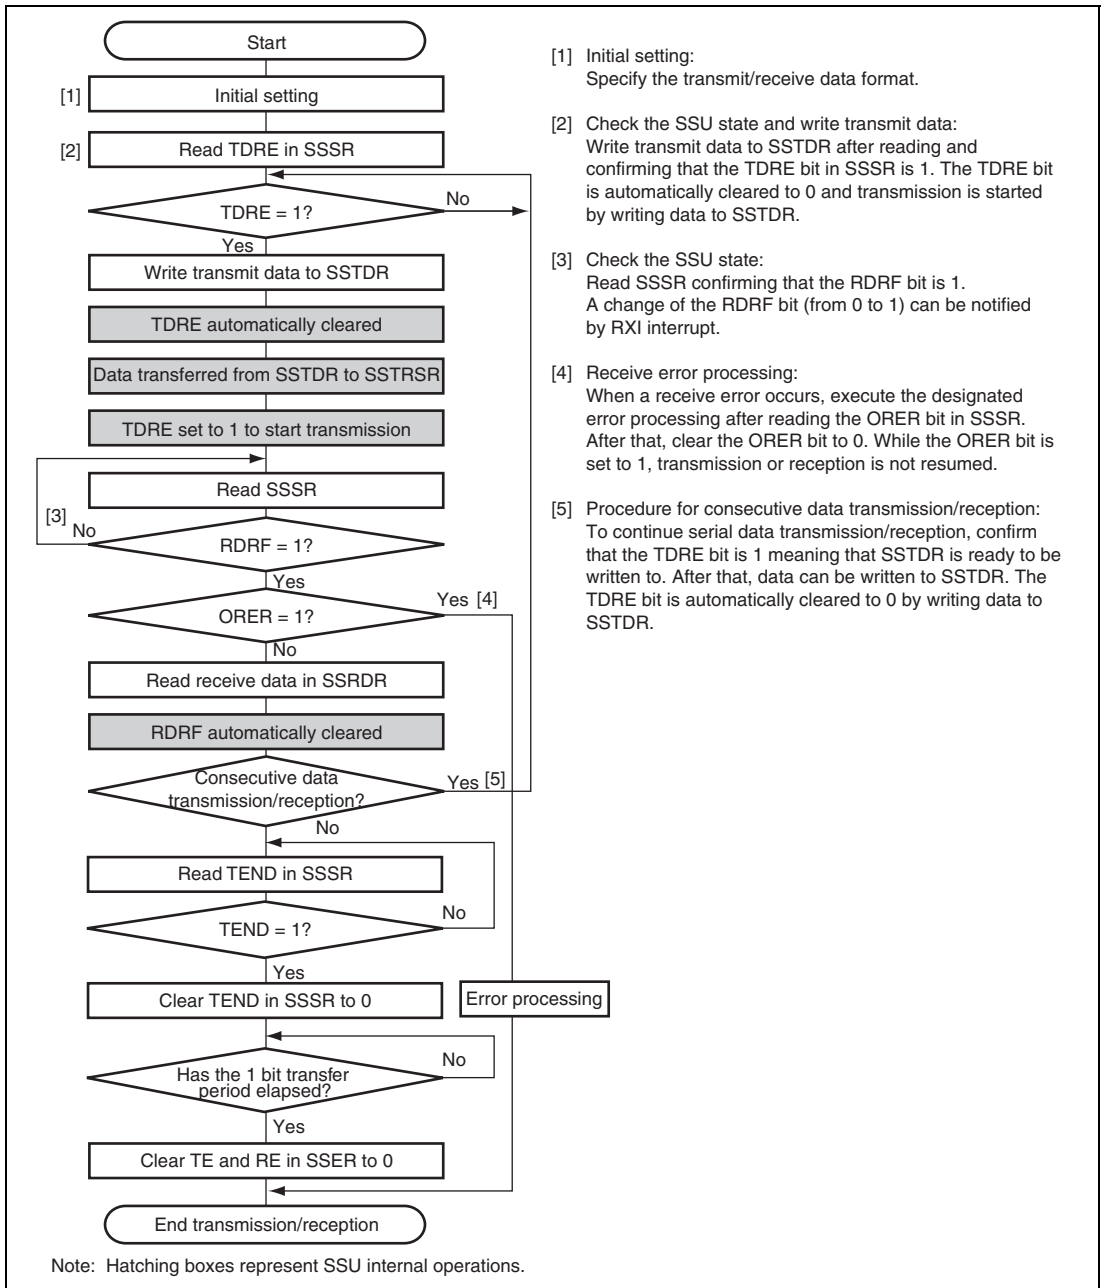 Start
[1] Initial setting
[2] Read TDRE in SSSR
TDRE = 1?
No
Yes
Write transmit data to SSTDR
TDRE automatically cleared
Data transferred from SSTDR to SSTRSR
TDRE set to 1 to start transmission
Read SSSR
[3]
No
RDRF = 1?
Yes
Yes [4]
ORER = 1?
No
Read receive data in SSRDR
RDRF automatically cleared
Consecutive data
transmission/reception?
Yes [5]
No
Read TEND in SSSR
No
TEND = 1?
Yes
Clear TEND in SSSR to 0
Error processing
No
Has the 1 bit transfer
period elapsed?
Yes
Clear TE and RE in SSER to 0
End transmission/reception
[1] Initial setting:
Specify the transmit/receive data format.
[2] Check the SSU state and write transmit data:
Write transmit data to SSTDR after reading and
confirming that the TDRE bit in SSSR is 1. The TDRE bit
is automatically cleared to 0 and transmission is started
by writing data to SSTDR.
[3] Check the SSU state:
Read SSSR confirming that the RDRF bit is 1.
A change of the RDRF bit (from 0 to 1) can be notified
by RXI interrupt.
[4] Receive error processing:
When a receive error occurs, execute the designated
error processing after reading the ORER bit in SSSR.
After that, clear the ORER bit to 0. While the ORER bit is
set to 1, transmission or reception is not resumed.
[5] Procedure for consecutive data transmission/reception:
To continue serial data transmission/reception, confirm
that the TDRE bit is 1 meaning that SSTDR is ready to be
written to. After that, data can be written to SSTDR. The
TDRE bit is automatically cleared to 0 by writing data to
SSTDR.
Note: Hatching boxes represent SSU internal operations.